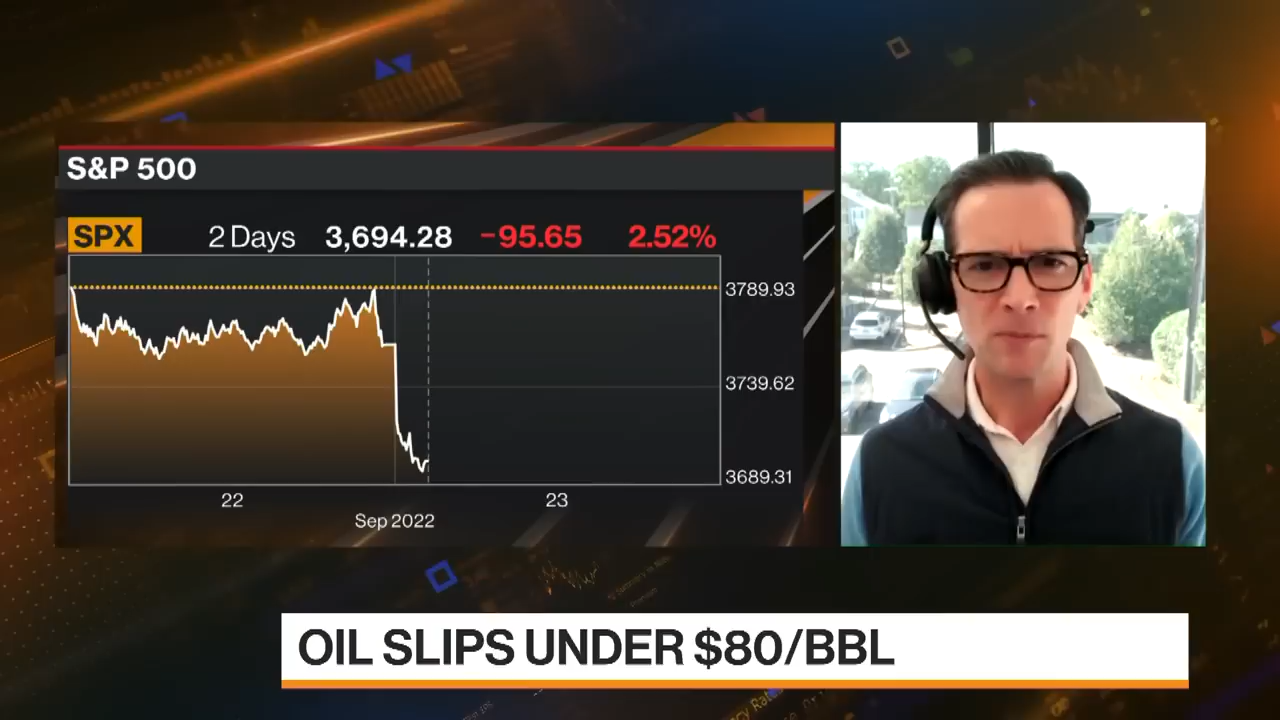 S&P 500
SPX 2 Days 3,694.28 −95.65 2.52%
3789.93
3739.62
3689.31
22 23
Sep 2022
OIL SLIPS UNDER $80/BBL